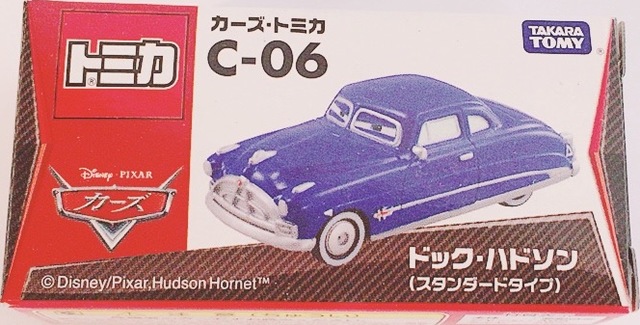 カーズ・トミカ
C-06
トミカ
TAKARA
TOMY
Disney・PIXAR
カーズ
ドック・ハドソン
(スタンダードタイプ)
©Disney/Pixar,Hudson Hornet™